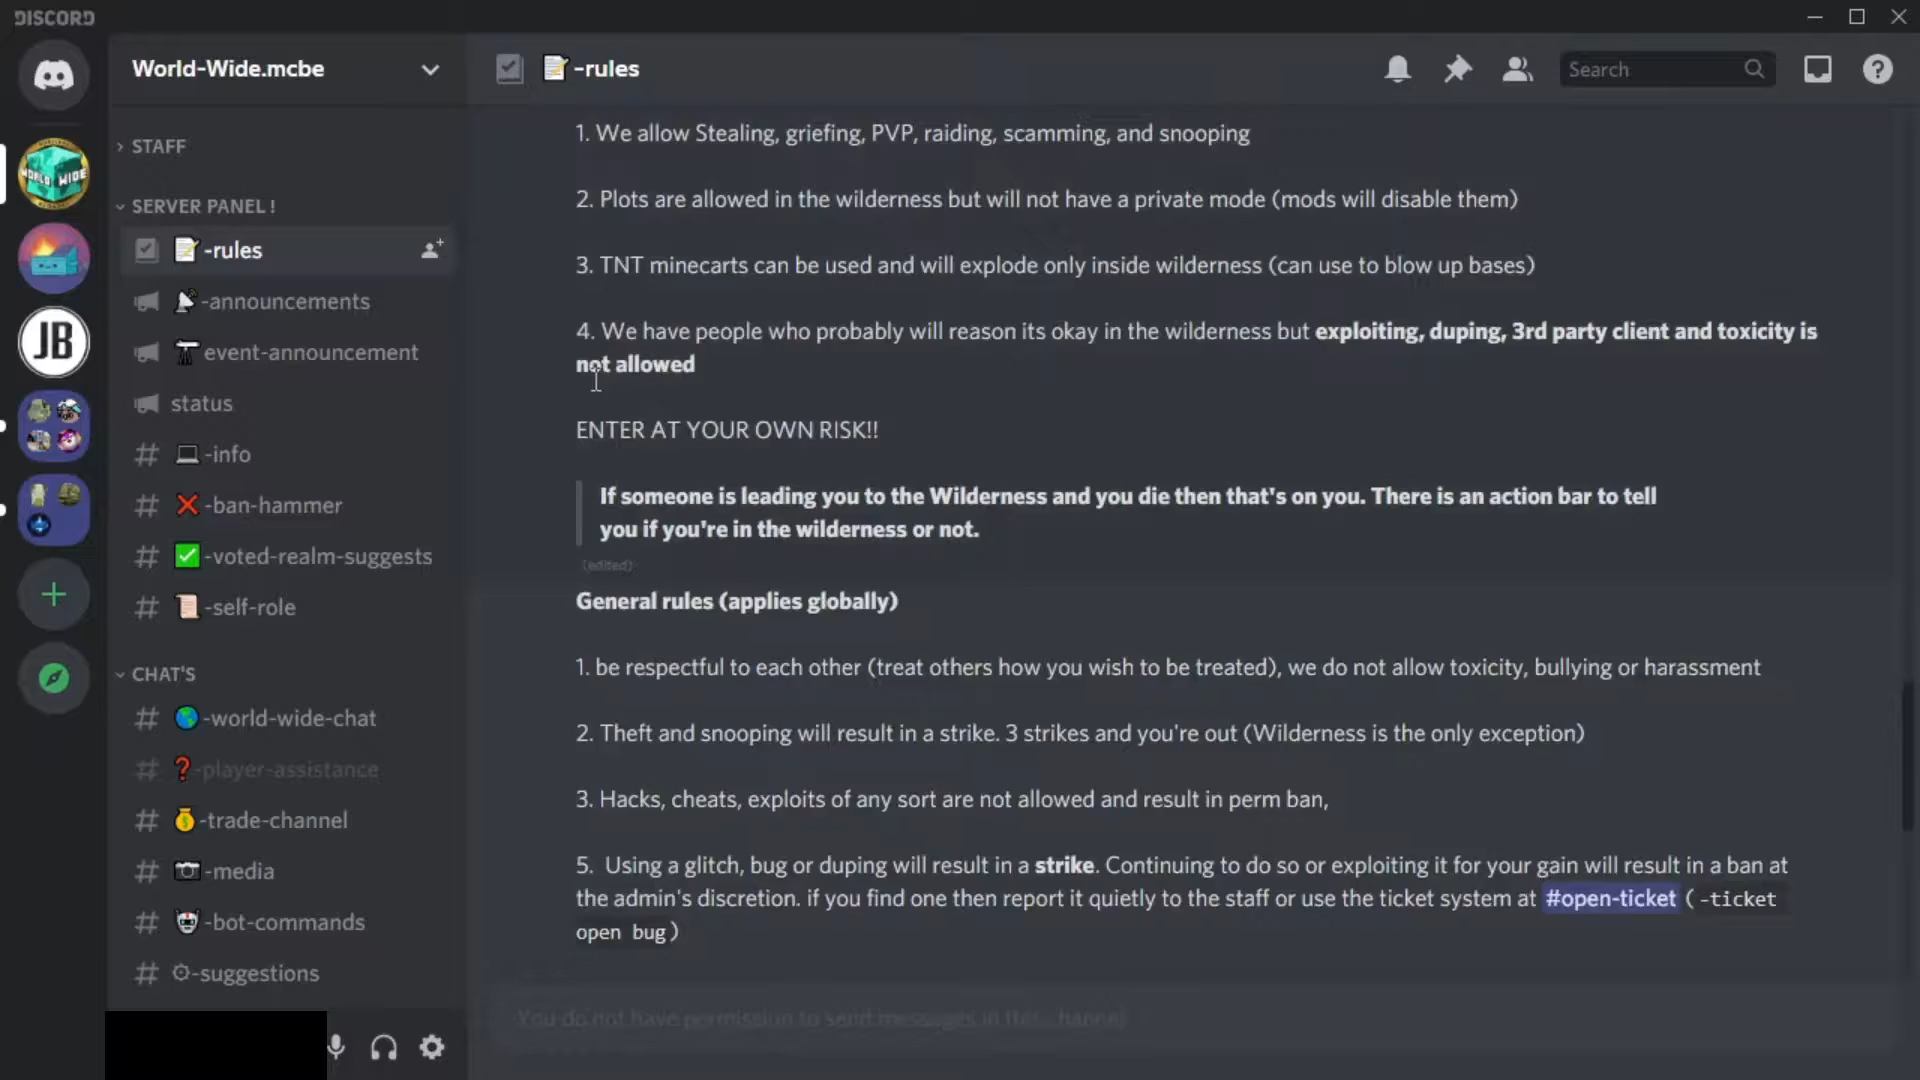 DISCORD
World-Wide.mcbe
STAFF
SERVER PANEL !
-rules
-announcements
event-announcement
status
-info
-ban-hammer
-voted-realm-suggests
-self-role
CHAT'S
-world-wide-chat
-player-assistance
-trade-channel
-media
-bot-commands
-suggestions
WORLD WIDE
JB
-rules
Search
1. We allow Stealing, griefing, PVP, raiding, scamming, and snooping
2. Plots are allowed in the wilderness but will not have a private mode (mods will disable them)
3. TNT minecarts can be used and will explode only inside wilderness (can use to blow up bases)
4. We have people who probably will reason its okay in the wilderness but exploiting, duping, 3rd party client and toxicity is
not allowed
ENTER AT YOUR OWN RISK!!
If someone is leading you to the Wilderness and you die then that's on you. There is an action bar to tell
you if you're in the wilderness or not.
(edited)
General rules (applies globally)
1. be respectful to each other (treat others how you wish to be treated), we do not allow toxicity, bullying or harassment
2. Theft and snooping will result in a strike. 3 strikes and you're out (Wilderness is the only exception)
3. Hacks, cheats, exploits of any sort are not allowed and result in perm ban,
5. Using a glitch, bug or duping will result in a strike. Continuing to do so or exploiting it for your gain will result in a ban at
the admin's discretion. if you find one then report it quietly to the staff or use the ticket system at #open-ticket ( -ticket
open bug )
You do not have permission to send messages in this channel